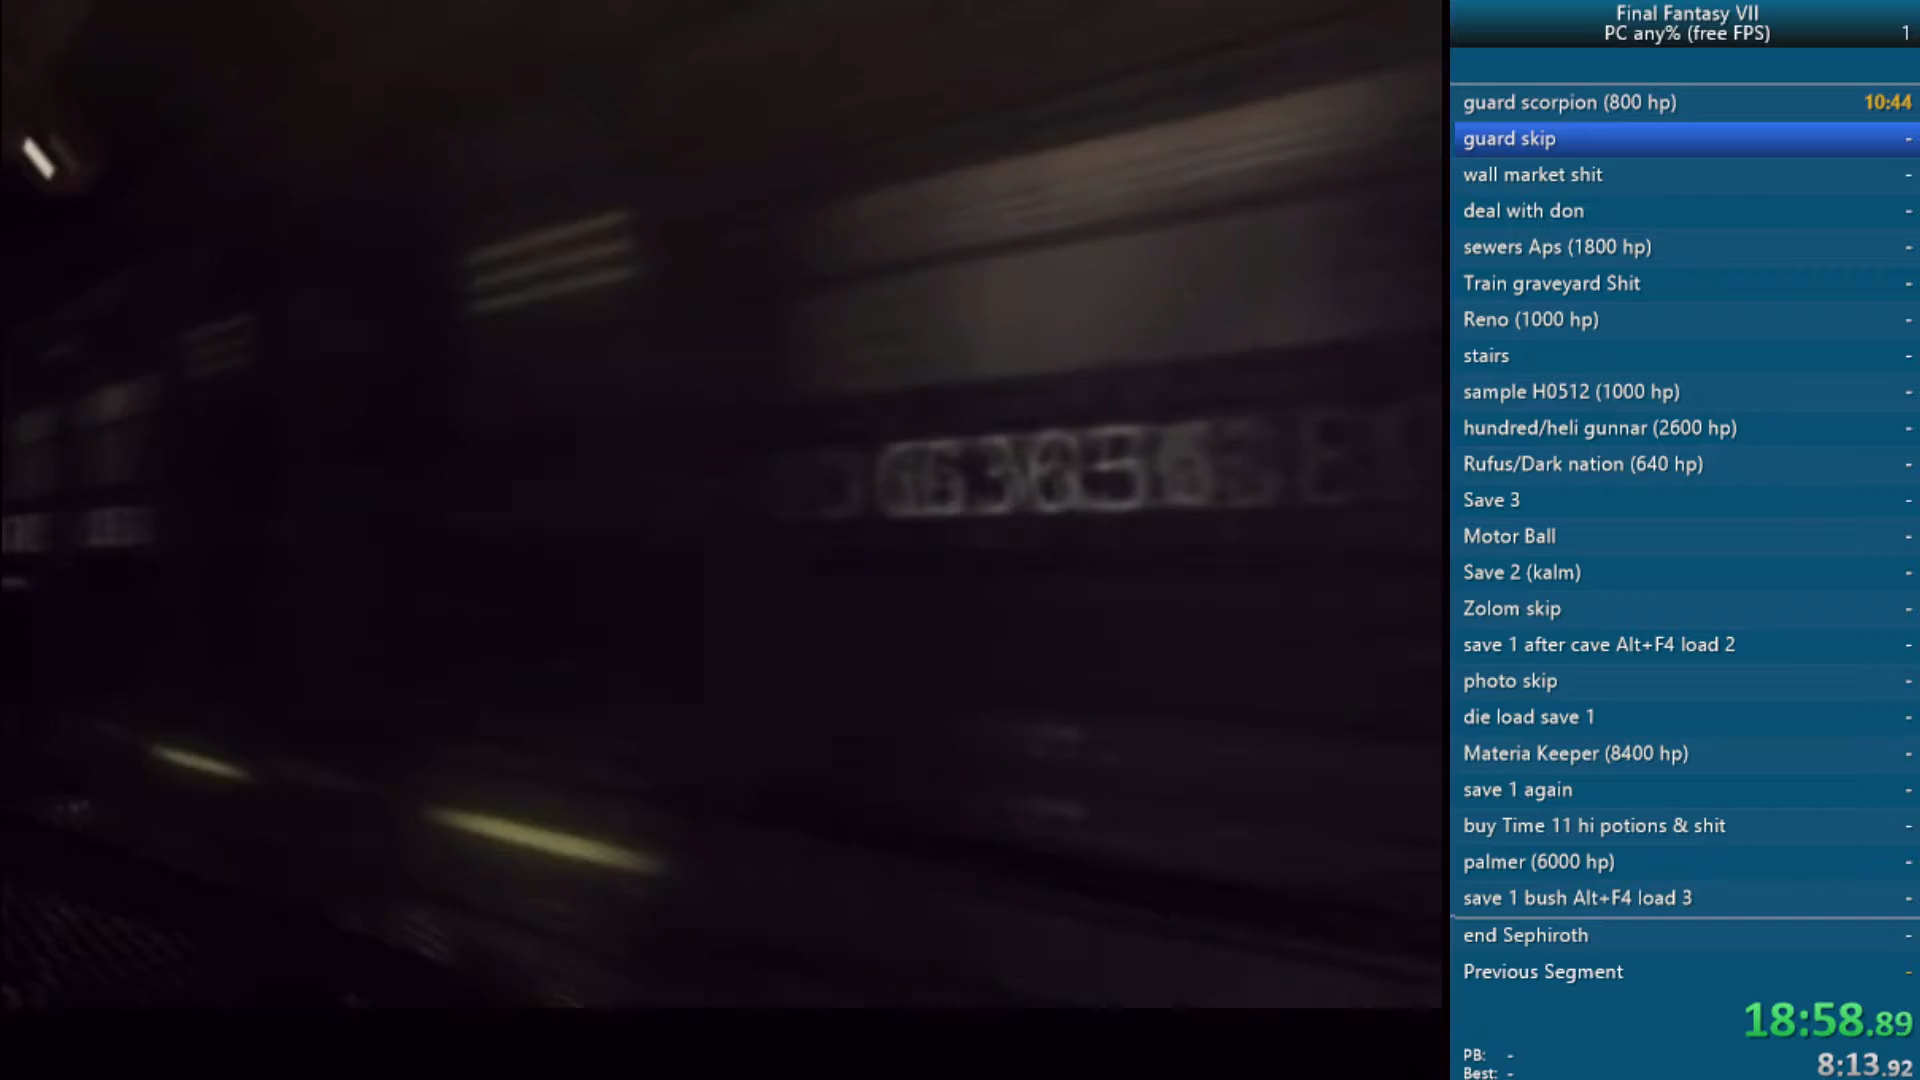 Final Fantasy VII
PC any% (free FPS) 1
guard scorpion (800 hp) 10:44
guard skip -
wall market shit -
deal with don -
sewers Aps (1800 hp) -
Train graveyard Shit -
Reno (1000 hp) -
stairs -
sample H0512 (1000 hp) -
hundred/heli gunnar (2600 hp) -
Rufus/Dark nation (640 hp) -
Save 3 -
Motor Ball -
Save 2 (kalm) -
Zolom skip -
save 1 after cave Alt+F4 load 2 -
photo skip -
die load save 1 -
Materia Keeper (8400 hp) -
save 1 again -
buy Time 11 hi potions & shit -
palmer (6000 hp) -
save 1 bush Alt+F4 load 3 -
end Sephiroth -
Previous Segment -
18:58.89
PB: -
Best: - 8:13.92